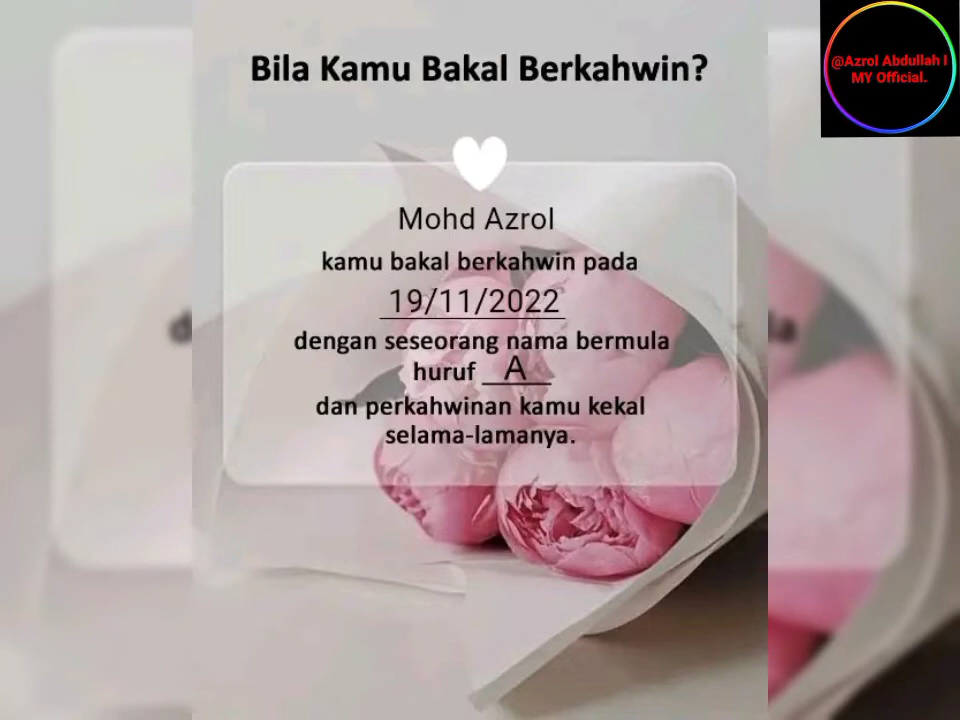 Bila Kamu Bakal Berkahwin?
@Azrol Abdullah I
MY Official.
Mohd Azrol
kamu bakal berkahwin pada
19/11/2022
dengan seseorang nama bermula
huruf A
dan perkahwinan kamu kekal
selama-lamanya.